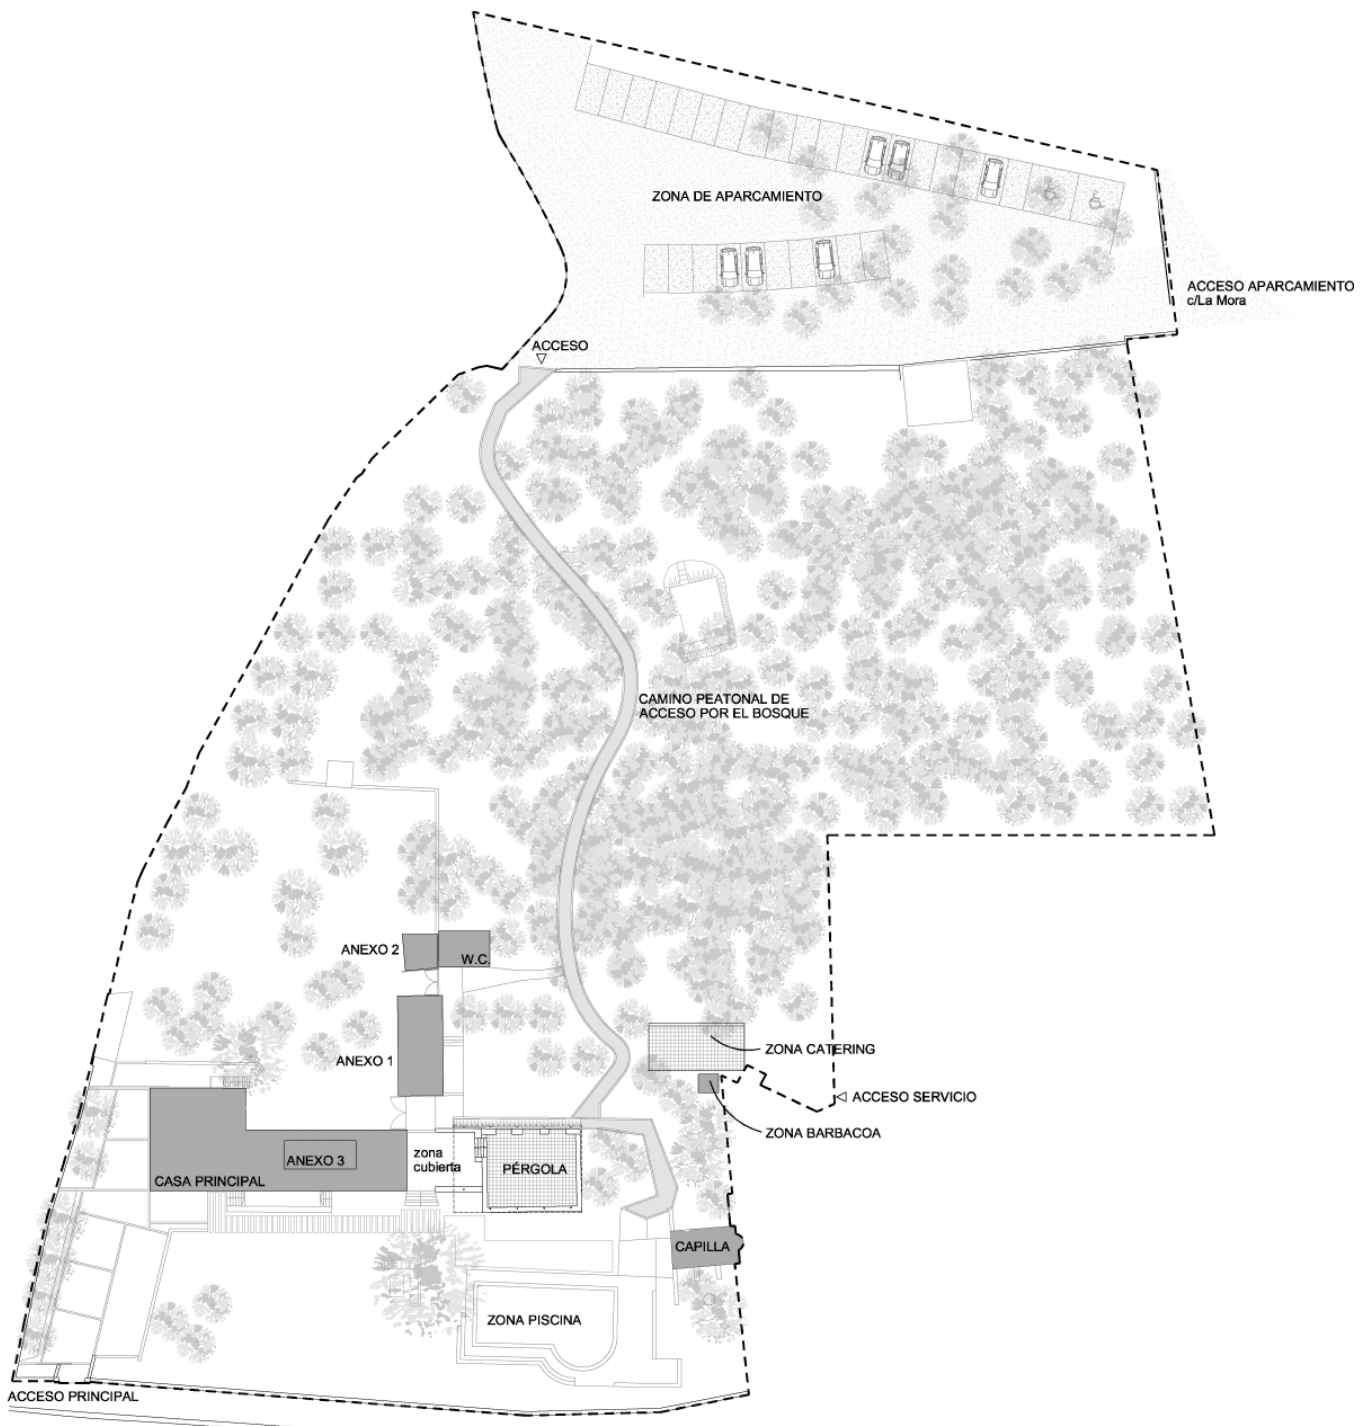 ZONA DE APARCAMIENTO
ACCESO APARCAMIENTO
c/La Mora
ACCESO
CAMINO PEATONAL DE
ACCESO POR EL BOSQUE
ANEXO 2
W.C.
ZONA CATERING
ANEXO 1
ACCESO SERVICIO
ZONA BARBACOA
zona
cubierta
ANEXO 3
PÉRGOLA
CASA PRINCIPAL
CAPILLA
ZONA PISCINA
ACCESO PRINCIPAL